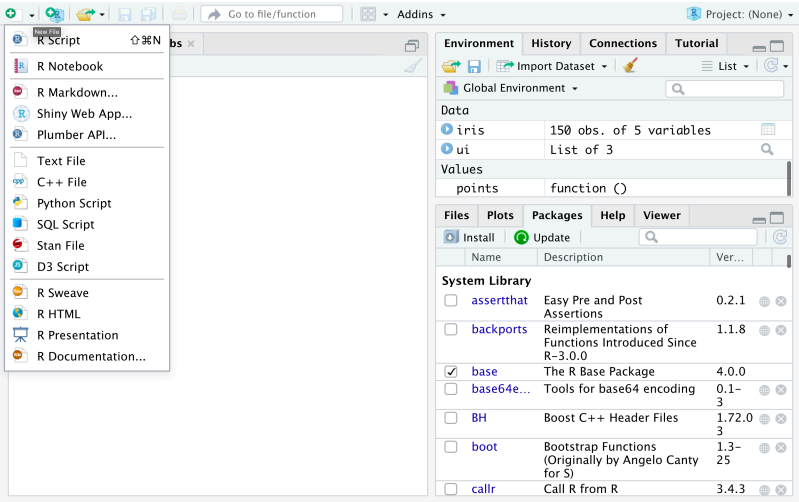 Go to file/function
Addins
Project: (None)
New File
R Script ⇧⌘N
R Notebook
R Markdown...
Shiny Web App...
Plumber API...
Text File
C++ File
Python Script
SQL Script
Stan File
D3 Script
R Sweave
R HTML
R Presentation
R Documentation...
bs
Environment History Connections Tutorial
Import Dataset List
Global Environment
Data
iris 150 obs. of 5 variables
ui List of 3
Values
points function ()
Files Plots Packages Help Viewer
Install Update
Name Description Ver...
System Library
assertthat Easy Pre and Post 0.2.1
Assertions
backports Reimplementations of 1.1.8
Functions Introduced Since
R-3.0.0
base The R Base Package 4.0.0
base64e... Tools for base64 encoding 0.1-
3
BH Boost C++ Header Files 1.72.0
3
boot Bootstrap Functions 1.3-
(Originally by Angelo Canty 25
for S)
callr Call R from R 3.4.3